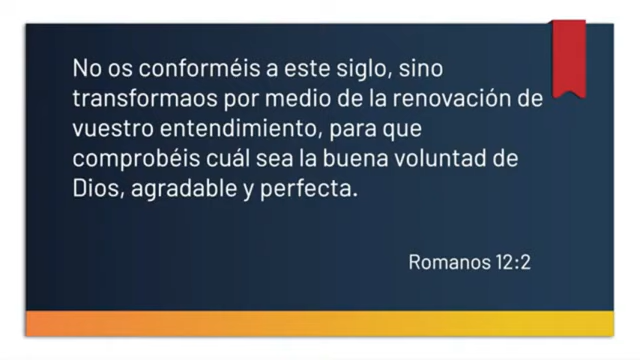 No os conforméis a este siglo, sino
transformaos por medio de la renovación de
vuestro entendimiento, para que
comprobéis cuál sea la buena voluntad de
Dios, agradable y perfecta.
Romanos 12:2